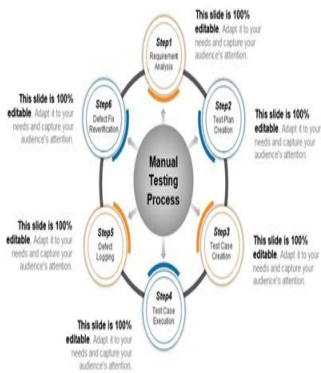 This slide is 100%
editable. Adapt it to your
needs and capture your
audience's attention.
Step1
Requirement
Analysis
Step2
Test Plan
Creation
This slide is 100%
editable. Adapt it to your
needs and capture your
audience's attention.
Step3
Test Case
Creation
This slide is 100%
editable. Adapt it to your
needs and capture your
audience's attention.
Step4
Test Case
Execution
This slide is 100%
editable. Adapt it to your
needs and capture your
audience's attention.
Step5
Defect
Logging
This slide is 100%
editable. Adapt it to your
needs and capture your
audience's attention.
Step6
Defect Fix
Reverification
This slide is 100%
editable. Adapt it to your
needs and capture your
audience's attention.
Manual
Testing
Process